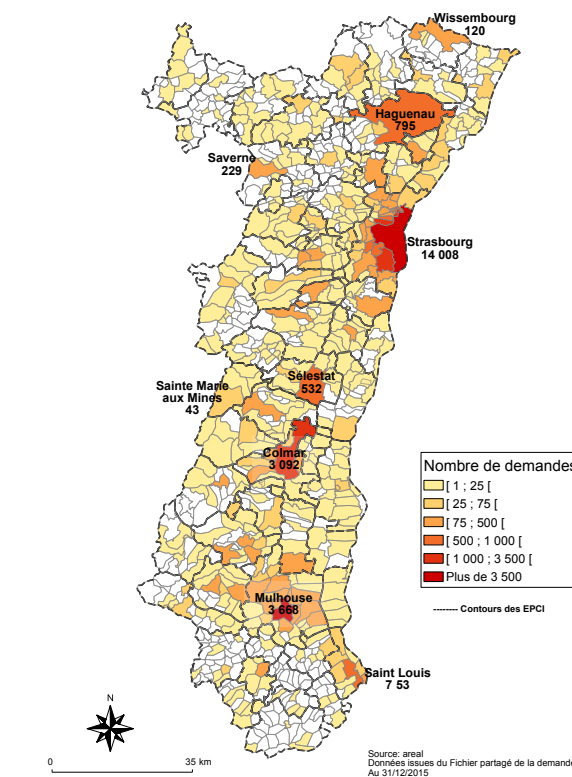 Wissembourg
120
Haguenau
795
Saverne
229
Strasbourg
14 008
Sélestat
532
Sainte Marie
aux Mines
43
Colmar
3 092
Nombre de demandes
[ 1 ; 25 [
[ 25 ; 75 [
[ 75 ; 500 [
[ 500 ; 1 000 [
[ 1 000 ; 3 500 [
Plus de 3 500
-------- Contours des EPCI
Mulhouse
3 668
Saint Louis
7 53
N
0 35 km
Source: areal
Données issues du Fichier partagé de la demande
Au 31/12/2015